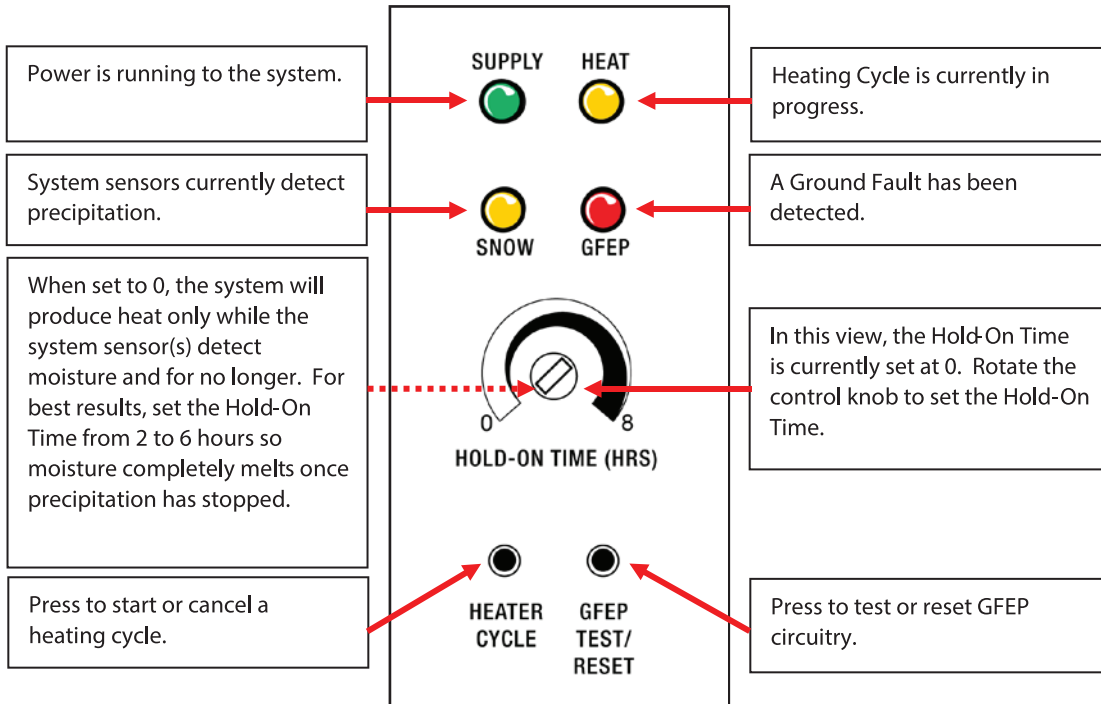 SUPPLY HEAT
Power is running to the system.
Heating Cycle is currently in
progress.
System sensors currently detect
precipitation.
A Ground Fault has been
detected.
SNOW GFEP
When set to 0, the system will
produce heat only while the
system sensor(s) detect
moisture and for no longer. For
best results, set the Hold-On
Time from 2 to 6 hours so
moisture completely melts once
precipitation has stopped.
In this view, the Hold-On Time
is currently set at 0. Rotate the
control knob to set the Hold-On
Time.
0 8
HOLD-ON TIME (HRS)
Press to start or cancel a
heating cycle.
HEATER
CYCLE
GFEP
TEST/
RESET
Press to test or reset GFEP
circuitry.